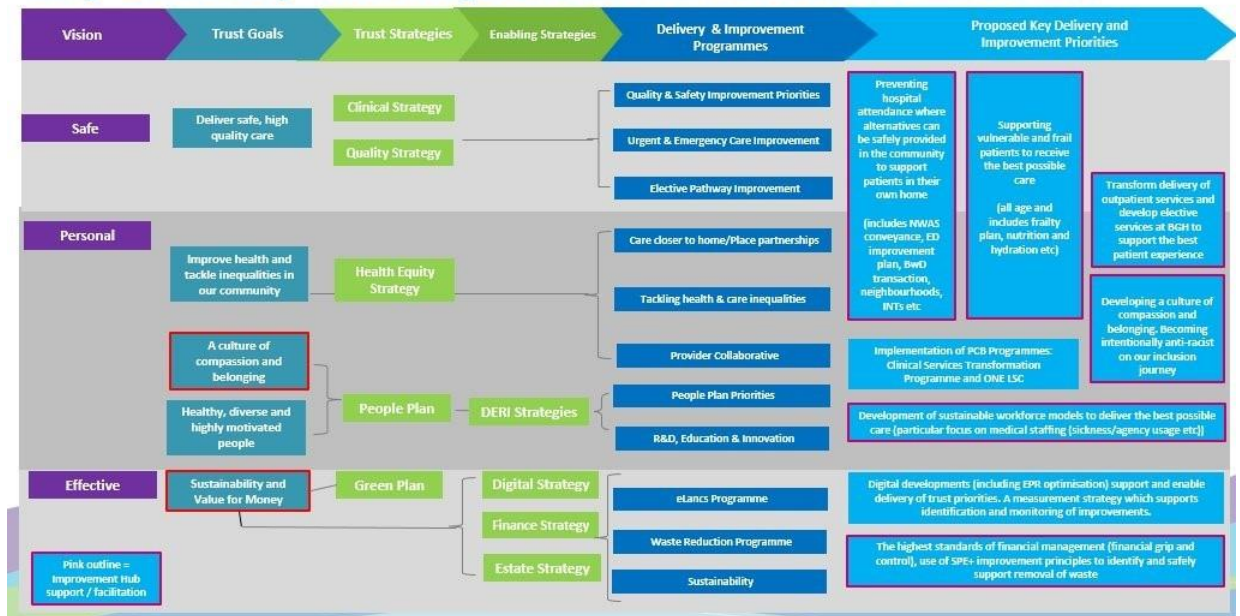 Vision
Trust Goals
Trust Strategies
Enabling Strategies
Delivery & Improvement
Programmes
Proposed Key Delivery and
Improvement Priorities
Safe
Deliver safe, high
quality care
Clinical Strategy
Quality Strategy
Quality & Safety Improvement Priorities
Urgent & Emergency Care Improvement
Elective Pathway Improvement
Preventing
hospital
attendance where
alternatives can
be safely provided
in the community
to support
patients in their
own home
(includes NWAS
conveyance, ED
improvement
plan, BwD
transaction,
neighbourhoods,
INTs etc
Supporting
vulnerable and frail
patients to receive
the best possible
care
(all age and
includes frailty
plan, nutrition and
hydration etc)
Transform delivery of
outpatient services and
develop elective
services at BGH to
support the best
patient experience
Personal
Improve health and
tackle inequalities in
our community
Health Equity
Strategy
Care closer to home/Place partnerships
Tackling health & care inequalities
Provider Collaborative
Developing a culture of
compassion and
belonging. Becoming
intentionally anti-racist
on our inclusion
journey
Implementation of PCB Programmes:
Clinical Services Transformation
Programme and ONE LSC
A culture of
compassion and
belonging
Healthy, diverse and
highly motivated
people
People Plan
DERI Strategies
People Plan Priorities
R&D, Education & Innovation
Development of sustainable workforce models to deliver the best possible
care (particular focus on medical staffing (sickness/agency usage etc))
Effective
Sustainability and
Value for Money
Green Plan
Digital Strategy
Finance Strategy
Estate Strategy
eLancs Programme
Waste Reduction Programme
Sustainability
Digital developments (including EPR optimisation) support and enable
delivery of trust priorities. A measurement strategy which supports
identification and monitoring of improvements.
The highest standards of financial management (financial grip and
control), use of SPE+ improvement principles to identify and safely
support removal of waste
Pink outline =
Improvement Hub
support / facilitation